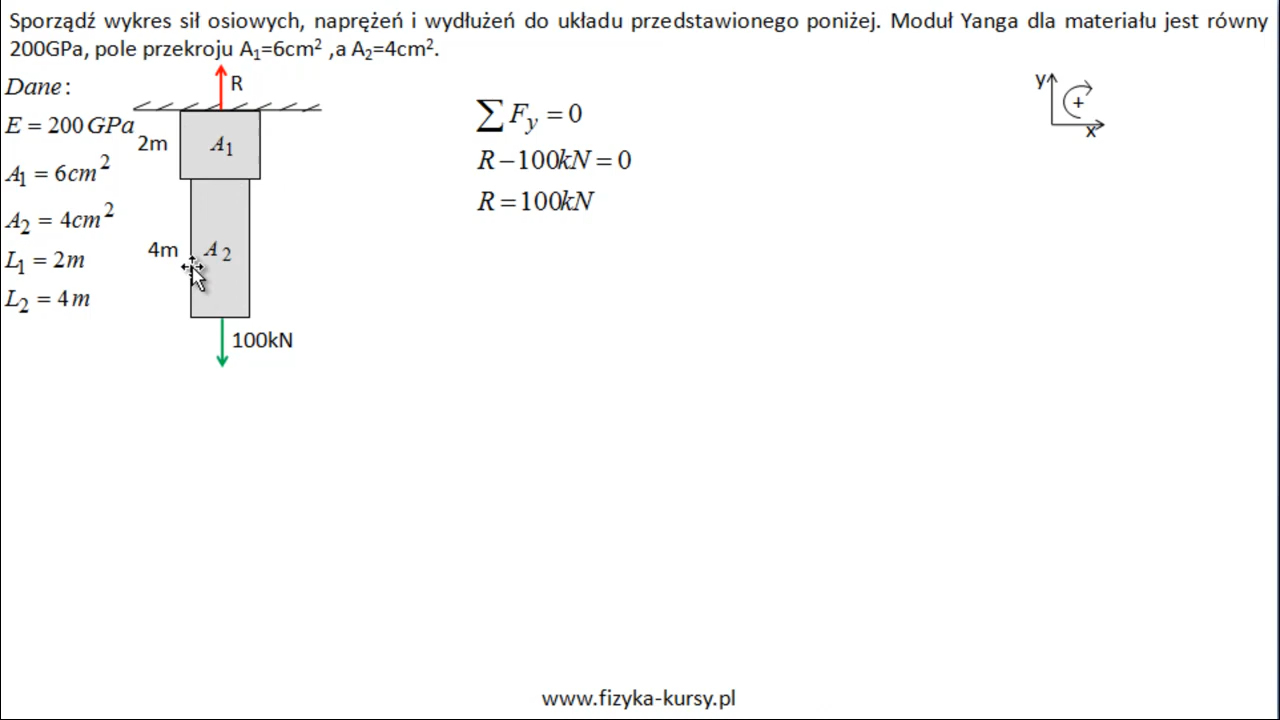 Sporządź wykres sił osiowych, naprężeń i wydłużeń do układu przedstawionego poniżej. Moduł Yanga dla materiału jest równy
200GPa, pole przekroju A₁=6cm² ,a A₂=4cm².
Dane:
E = 200GPa
A₁ = 6cm²
A₂ = 4cm²
L₁ = 2m
L₂ = 4m
R
2m
A₁
4m
A₂
100kN
∑Fy = 0
R−100kN = 0
R = 100kN
y
+
x
www.fizyka-kursy.pl